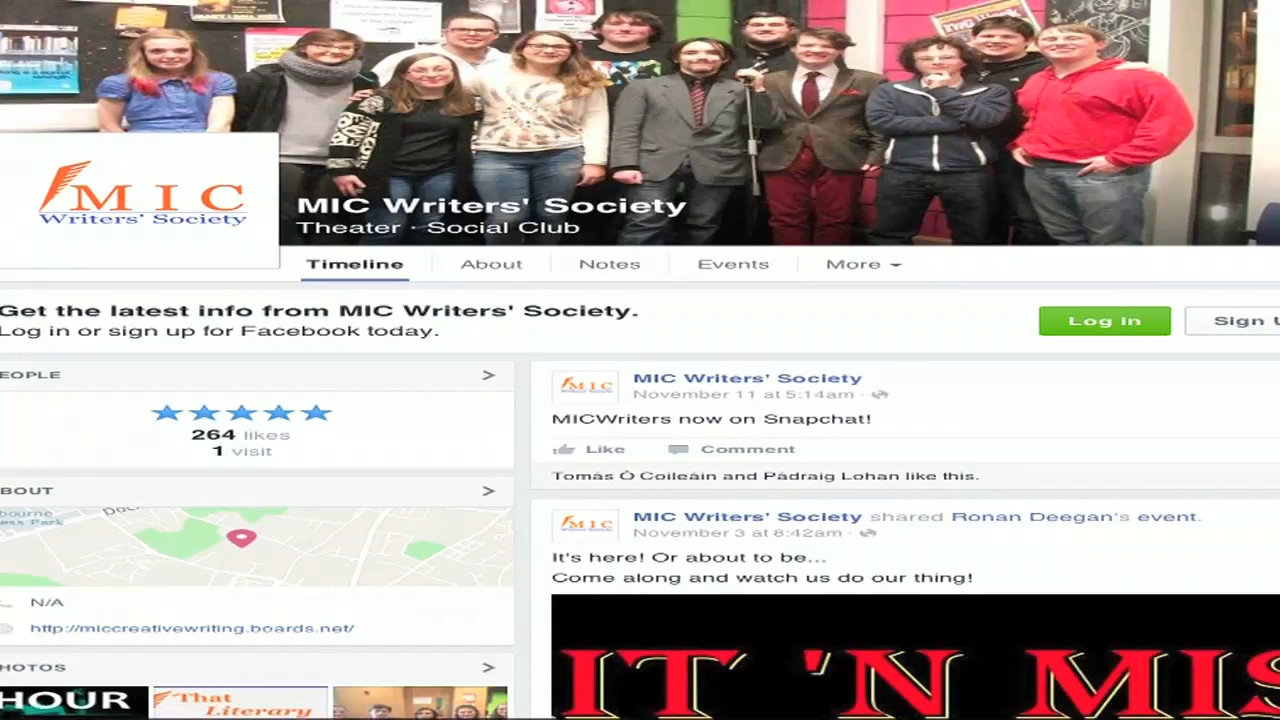 MIC
Writers' Society
MIC Writers' Society
Theater · Social Club
Timeline
About
Notes
Events
More
Get the latest info from MIC Writers' Society.
Log in or sign up for Facebook today.
Log In
Sign U
EOPLE
264 likes
1 visit
BOUT
N/A
http://miccreativewriting.boards.net/
HOTOS
HOUR
That
Literary
MIC Writers' Society
November 11 at 5:14am ·
MICWriters now on Snapchat!
Like
Comment
Tomás Ó Coileáin and Pádraig Lohan like this.
MIC Writers' Society shared Ronan Deegan's event.
November 3 at 8:42am ·
It's here! Or about to be...
Come along and watch us do our thing!
IT 'N MIS